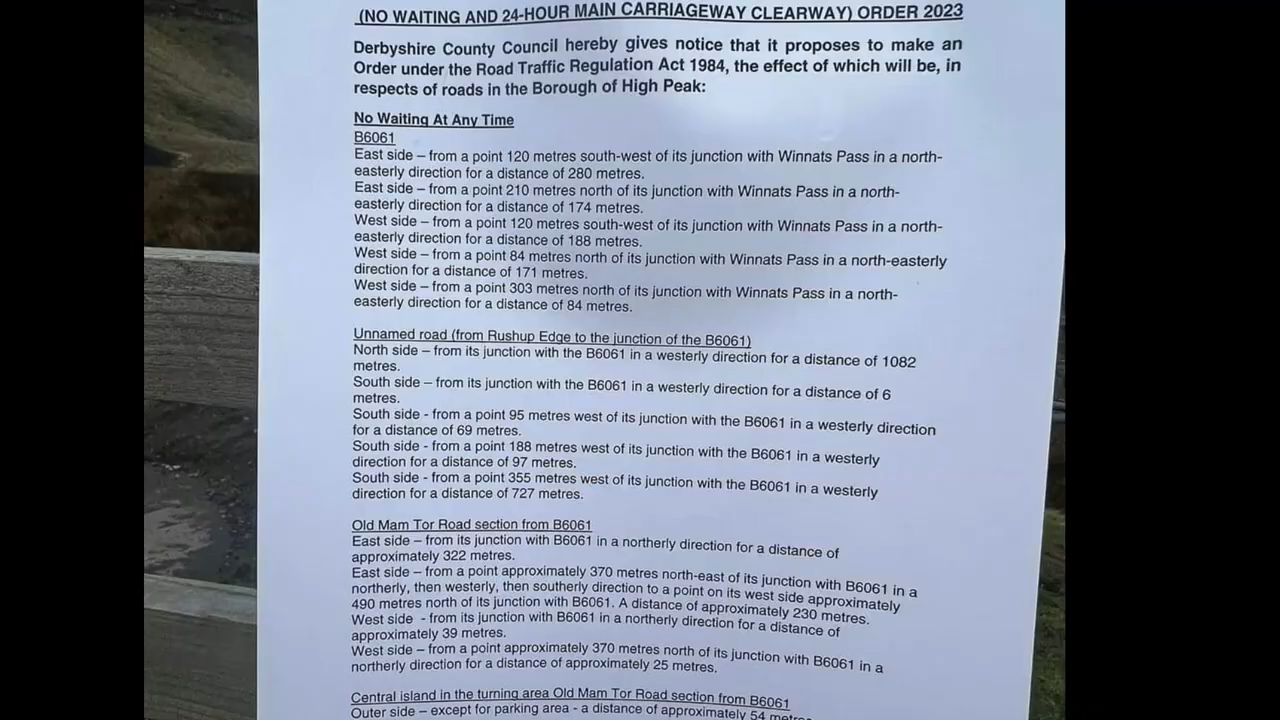 (NO WAITING AND 24-HOUR MAIN CARRIAGEWAY CLEARWAY) ORDER 2023
Derbyshire County Council hereby gives notice that it proposes to make an
Order under the Road Traffic Regulation Act 1984, the effect of which will be, in
respects of roads in the Borough of High Peak:
No Waiting At Any Time
B6061
East side – from a point 120 metres south-west of its junction with Winnats Pass in a north-
easterly direction for a distance of 280 metres.
East side – from a point 210 metres north of its junction with Winnats Pass in a north-
easterly direction for a distance of 174 metres.
West side – from a point 120 metres south-west of its junction with Winnats Pass in a north-
easterly direction for a distance of 188 metres.
West side – from a point 84 metres north of its junction with Winnats Pass in a north-easterly
direction for a distance of 171 metres.
West side – from a point 303 metres north of its junction with Winnats Pass in a north-
easterly direction for a distance of 84 metres.
Unnamed road (from Rushup Edge to the junction of the B6061)
North side – from its junction with the B6061 in a westerly direction for a distance of 1082
metres.
South side – from its junction with the B6061 in a westerly direction for a distance of 6
metres.
South side - from a point 95 metres west of its junction with the B6061 in a westerly direction
for a distance of 69 metres.
South side - from a point 188 metres west of its junction with the B6061 in a westerly
direction for a distance of 97 metres.
South side - from a point 355 metres west of its junction with the B6061 in a westerly
direction for a distance of 727 metres.
Old Mam Tor Road section from B6061
East side – from its junction with B6061 in a northerly direction for a distance of
approximately 322 metres.
East side – from a point approximately 370 metres north-east of its junction with B6061 in a
northerly, then westerly, then southerly direction to a point on its west side approximately
490 metres north of its junction with B6061. A distance of approximately 230 metres.
West side - from its junction with B6061 in a northerly direction for a distance of
approximately 39 metres.
West side – from a point approximately 370 metres north of its junction with B6061 in a
northerly direction for a distance of approximately 25 metres.
Central island in the turning area Old Mam Tor Road section from B6061
Outer side – except for parking area - a distance of approximately 54 metres